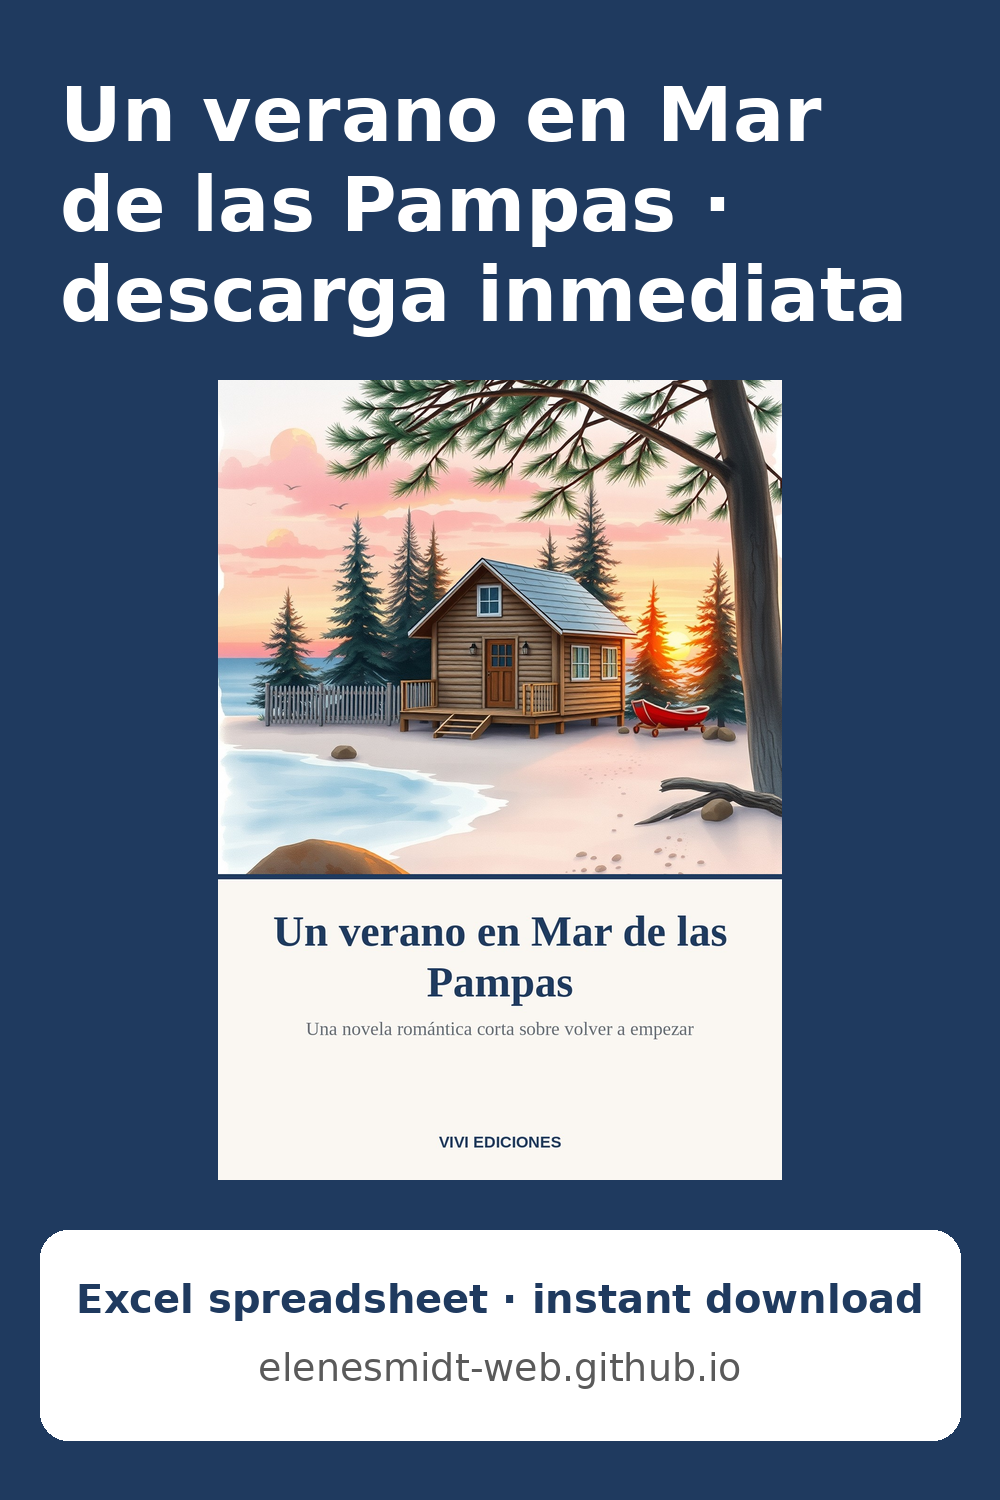 Un verano en Mar
de las Pampas ·
descarga inmediata
Un verano en Mar de las
Pampas
Una novela romántica corta sobre volver a empezar
VIVI EDICIONES
Excel spreadsheet · instant download
elenesmidt-web.github.io